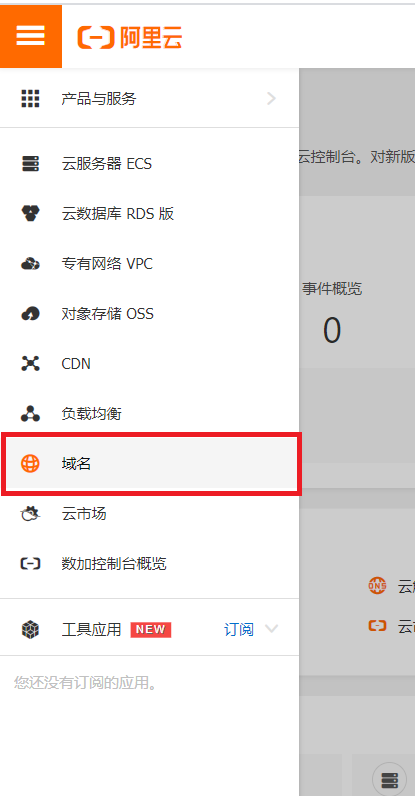 阿里云
产品与服务
云服务器 ECS
云控制台。对新版
云数据库 RDS 版
专有网络 VPC
事件概览
对象存储 OSS
0
CDN
负载均衡
域名
云市场
数加控制台概览
DNS
云解
云市
工具应用 NEW 订阅
您还没有订阅的应用。